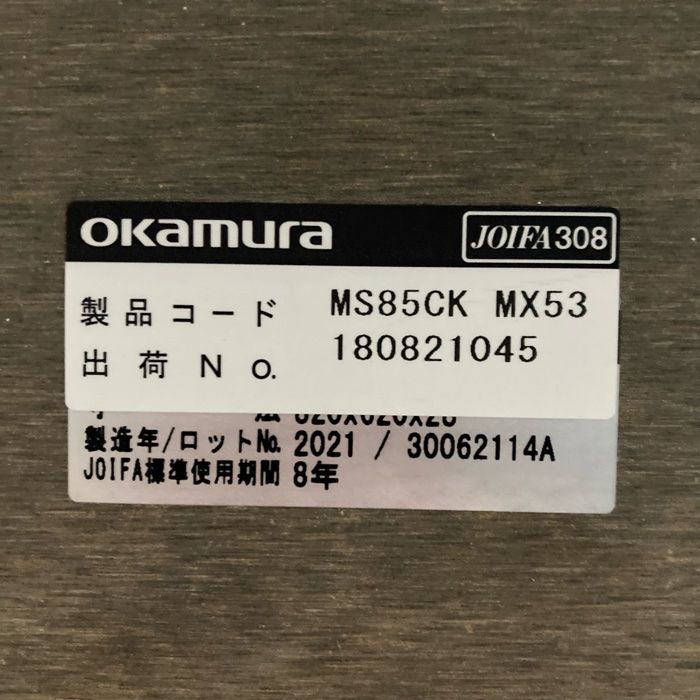 okamura JOIFA308
製品コード MS85CK MX53
出荷No. 180821045
製造年/ロットNo. 2021 / 30062114A
JOIFA標準使用期間 8年